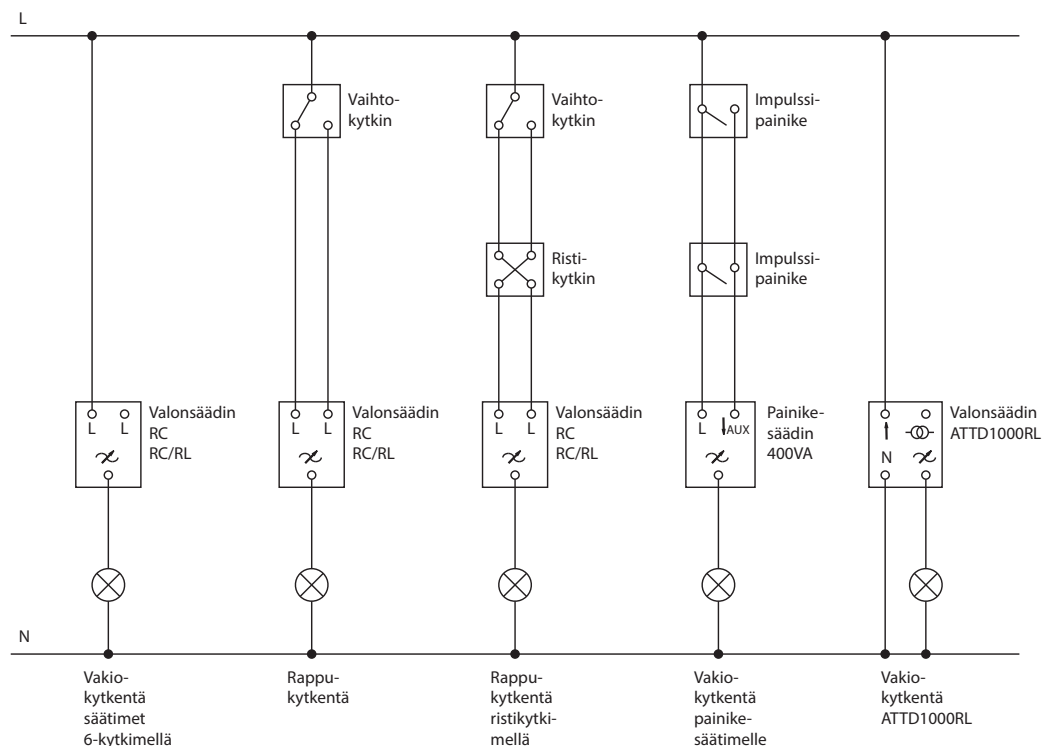 L
Vaihto-
kytkin
Vaihto-
kytkin
Impulssi-
painike
Risti-
kytkin
Impulssi-
painike
L L
Valonsäädin
RC
RC/RL
L L
Valonsäädin
RC
RC/RL
L L
Valonsäädin
RC
RC/RL
L AUX
Painike-
säädin
400VA
N
Valonsäädin
ATTD1000RL
N
Vakio-
kytkentä
säätimet
6-kytkimellä
Rappu-
kytkentä
Rappu-
kytkentä
ristikytki-
mellä
Vakio-
kytkentä
painike-
säätimelle
Vakio-
kytkentä
ATTD1000RL